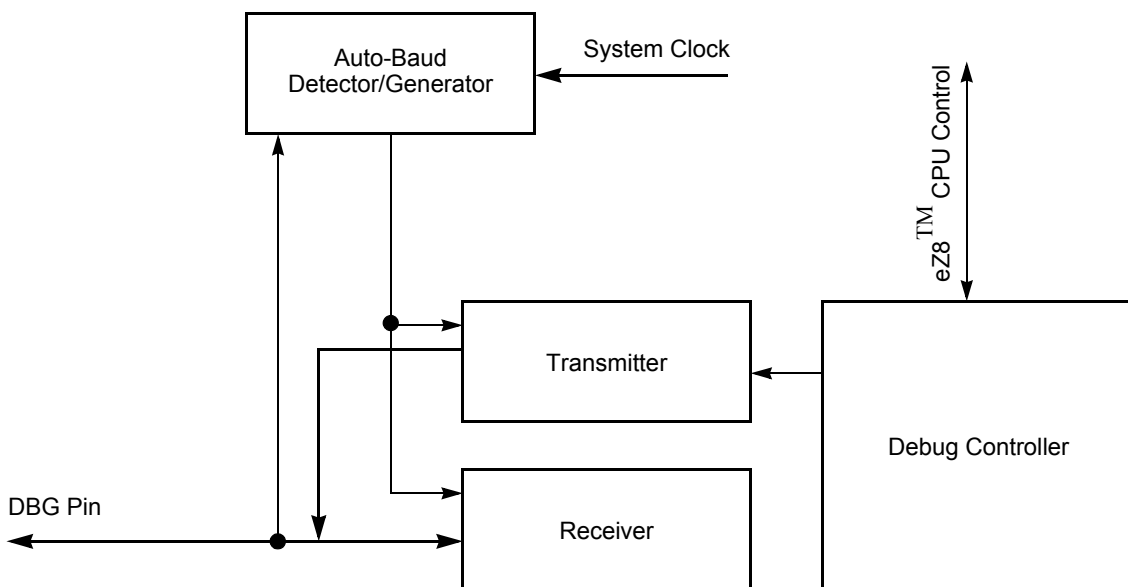 Auto-Baud
Detector/Generator
System Clock
eZ8™ CPU Control
Transmitter
Debug Controller
DBG Pin
Receiver